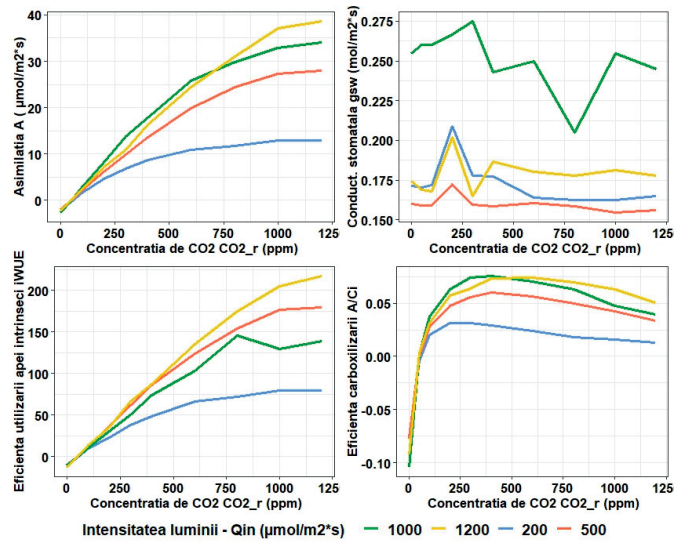 Asimilatia A ( µmol/m2*s)
40
30
20
10
0
0 250 500 750 1000 125
Concentratia de CO2 CO2_r (ppm)
Conduct. stomatala gsw (mol/m2*s)
0.275
0.250
0.225
0.200
0.175
0.150
0 250 500 750 1000 125
Concentratia de CO2 CO2_r (ppm)
Eficienta utilizarii apei intrinseci iWUE
200
150
100
50
0
0 250 500 750 1000 125
Concentratia de CO2 CO2_r (ppm)
Eficienta carboxilizarii A/Ci
0.05
0.00
-0.05
-0.10
0 250 500 750 1000 125
Concentratia de CO2 CO2_r (ppm)
Intensitatea luminii - Qin (µmol/m2*s) 1000 1200 200 500